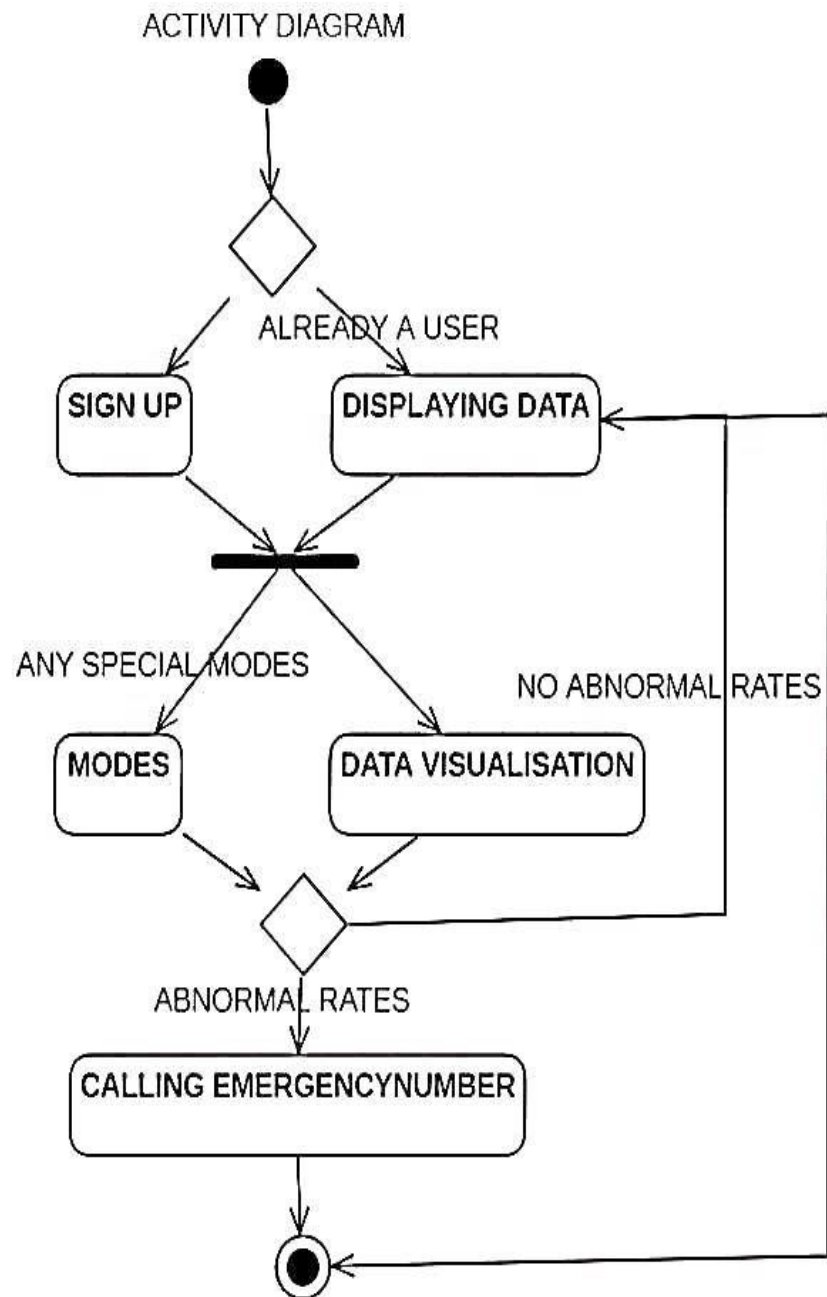 ACTIVITY DIAGRAM
ALREADY A USER
SIGN UP
DISPLAYING DATA
ANY SPECIAL MODES
NO ABNORMAL RATES
MODES
DATA VISUALISATION
ABNORMAL RATES
CALLING EMERGENCYNUMBER